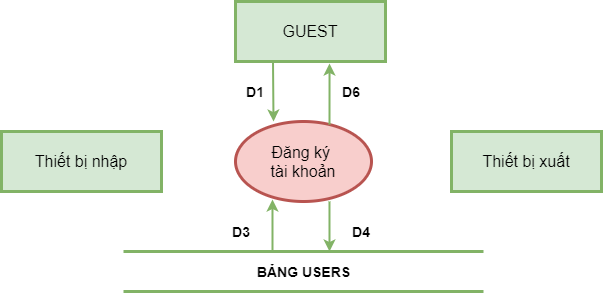 GUEST
D1
D6
Thiết bị nhập
Đăng ký
tài khoản
Thiết bị xuất
D3
D4
BẢNG USERS